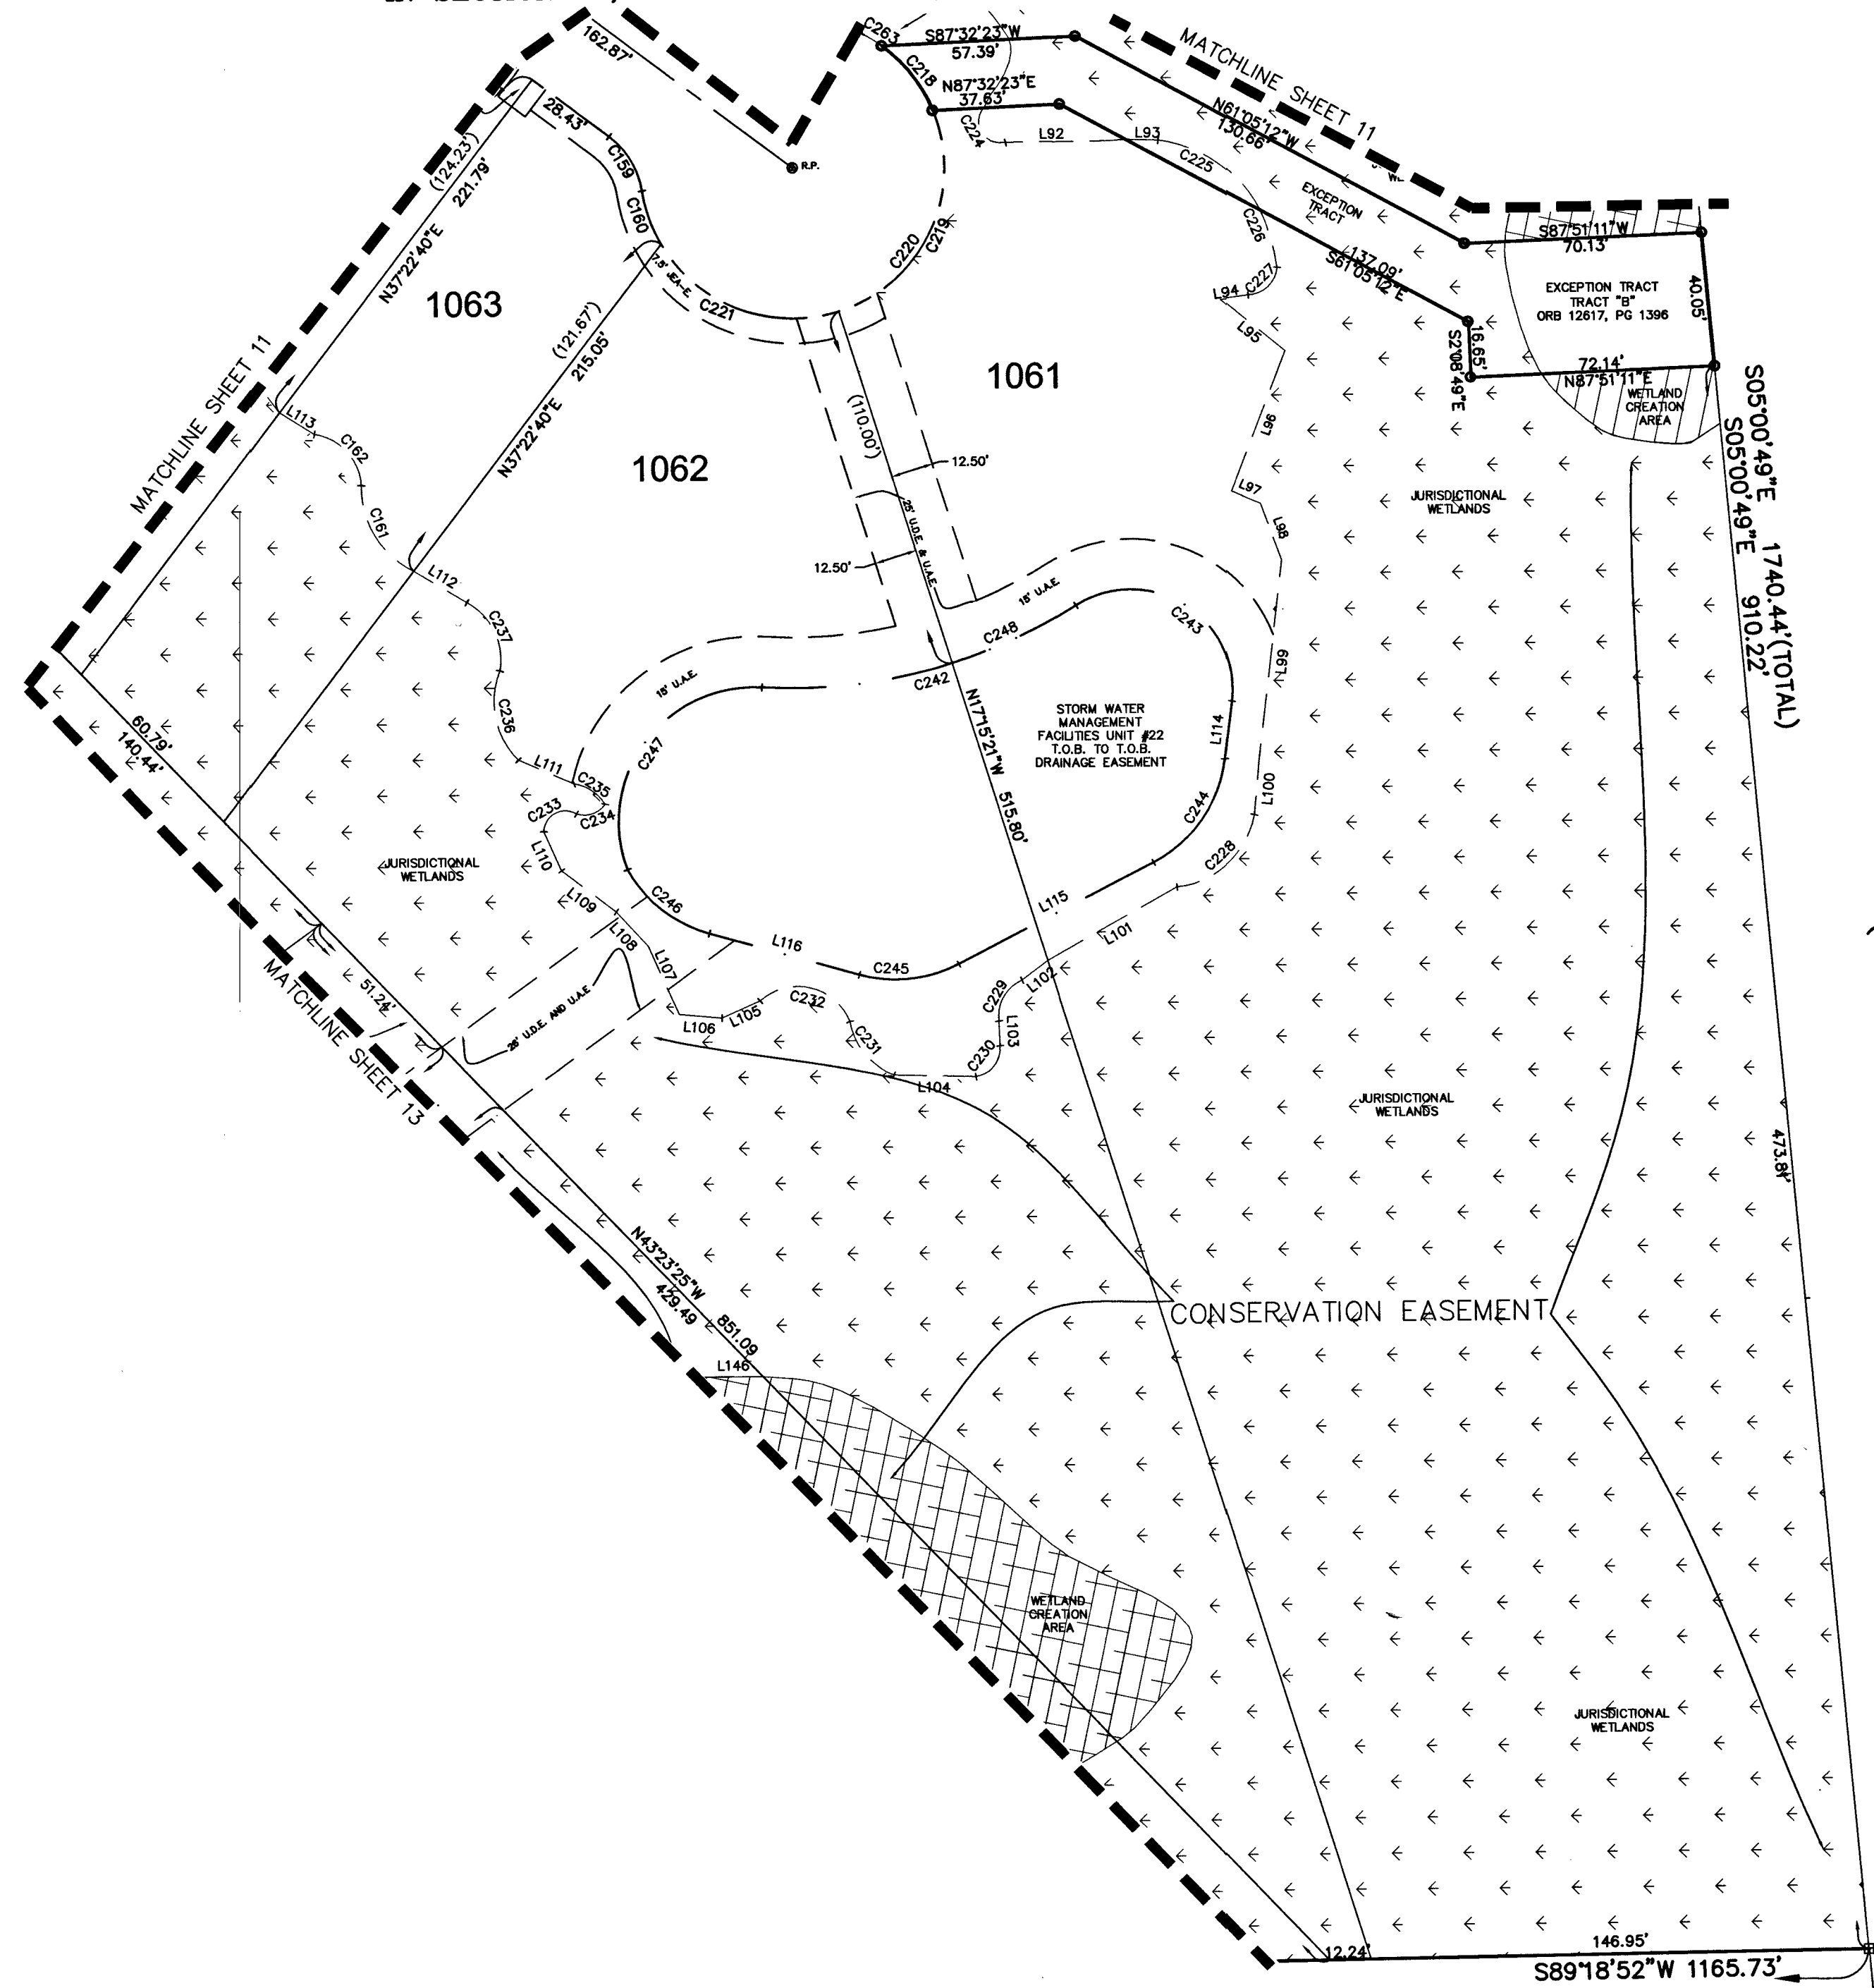 162.87'
C263
S87°32'23"W
57.39'
MATCHLINE SHEET 11
C218
N87°32'23"E
37.63'
C224
L92
L93
C225
N61°05'12"W
130.66'
28.43'
C159
R.P.
(124.23')
221.79'
N37°22'40"E
C160
EXCEPTION
TRACT
C226
C220
C219
S87°51'11"W
70.13'
7.5' JEA-E
C221
1063
137.09'
S61°05'12"E
C227
L94
L95
EXCEPTION TRACT
TRACT "B"
ORB 12617, PG 1396
40.05'
16.65'
S2°08'49"E
72.14'
N87°51'11"E
WETLAND
CREATION
AREA
(121.67')
215.05'
N37°22'40"E
1061
MATCHLINE SHEET 11
L113
C162
C161
1062
(110.00')
12.50'
L96
L97
L98
JURISDICTIONAL
WETLANDS
S05°00'49"E 1740.44'(TOTAL)
S05°00'49"E 910.22'
25' U.D.E. & U.A.E.
12.50'
L112
C237
15' U.A.E.
C248
C243
C242
15' U.A.E.
L99
C236
60.79'
140.44'
N17°15'21"W 515.80'
STORM WATER
MANAGEMENT
FACILITIES UNIT #22
T.O.B. TO T.O.B.
DRAINAGE EASEMENT
L114
C247
L111
C235
C233
C234
L100
C244
L110
C228
JURISDICTIONAL
WETLANDS
L109
C246
L108
L115
L101
L116
L107
C245
L102
C229
MATCHLINE SHEET 13
51.24'
L106
L105
C232
C231
L103
C230
L104
JURISDICTIONAL
WETLANDS
473.81'
N43°23'25"W 851.09
429.49
CONSERVATION EASEMENT
L146
WETLAND
CREATION
AREA
JURISDICTIONAL
WETLANDS
12.24'
146.95'
S89°18'52"W 1165.73'